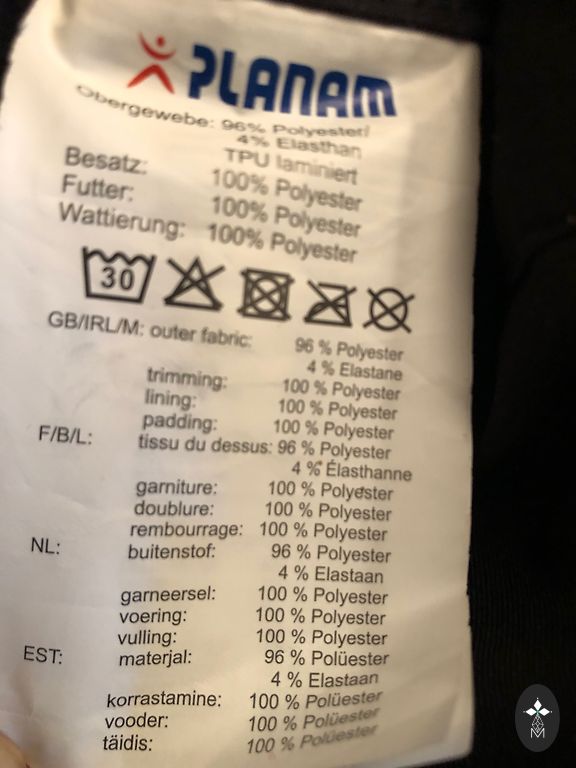 PLANAM
Obergewebe: 96% Polyester/
4% Elasthan
TPU laminiert
Besatz: 100% Polyester
Futter: 100% Polyester
Wattierung: 100% Polyester
30
GB/IRL/M: outer fabric: 96 % Polyester
4 % Elastane
trimming: 100 % Polyester
lining: 100 % Polyester
padding: 100 % Polyester
F/B/L: tissu du dessus: 96 % Polyester
4 % Élasthanne
garniture: 100 % Polyester
doublure: 100 % Polyester
rembourrage: 100 % Polyester
NL: buitenstof: 96 % Polyester
4 % Elastaan
garneersel: 100 % Polyester
voering: 100 % Polyester
vulling: 100 % Polyester
EST: materjal: 96 % Polüester
4 % Elastaan
korrastamine: 100 % Polüester
vooder: 100 % Polüester
täidis: 100 % Polüester
M